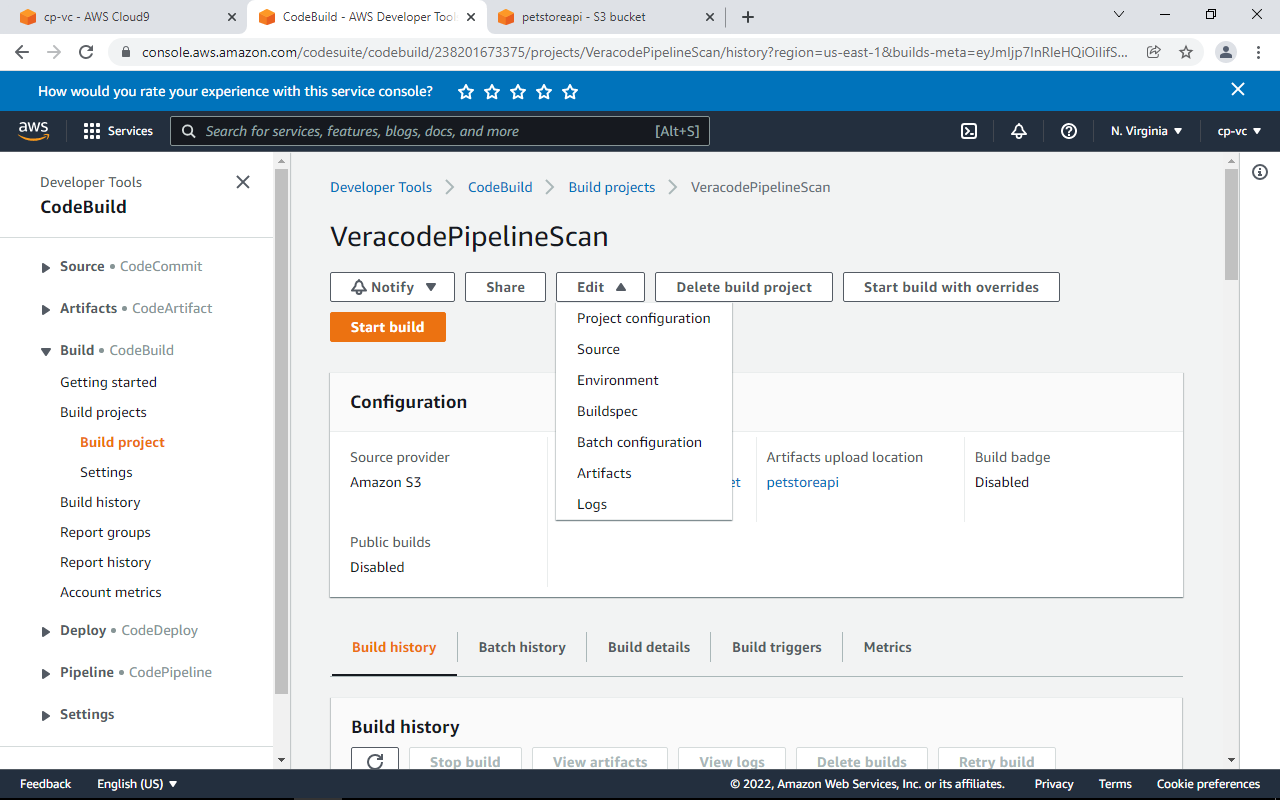 cp-vc - AWS Cloud9
CodeBuild - AWS Developer Tool
petstoreapi - S3 bucket
console.aws.amazon.com/codesuite/codebuild/238201673375/projects/VeracodePipelineScan/history?region=us-east-1&builds-meta=eyJmIjp7InRleHQiOiIifS...
How would you rate your experience with this service console?
aws
Services
Search for services, features, blogs, docs, and more
[Alt+S]
N. Virginia
cp-vc
Developer Tools
CodeBuild
Source • CodeCommit
Artifacts • CodeArtifact
Build • CodeBuild
Getting started
Build projects
Build project
Settings
Build history
Report groups
Report history
Account metrics
Deploy • CodeDeploy
Pipeline • CodePipeline
Settings
Developer Tools
CodeBuild
Build projects
VeracodePipelineScan
VeracodePipelineScan
Notify
Share
Edit
Delete build project
Start build with overrides
Start build
Project configuration
Source
Environment
Buildspec
Batch configuration
Artifacts
Logs
Configuration
Source provider
Amazon S3
et
Artifacts upload location
petstoreapi
Build badge
Disabled
Public builds
Disabled
Build history
Batch history
Build details
Build triggers
Metrics
Build history
Stop build
View artifacts
View logs
Delete builds
Retry build
Feedback
English (US)
© 2022, Amazon Web Services, Inc. or its affiliates.
Privacy
Terms
Cookie preferences